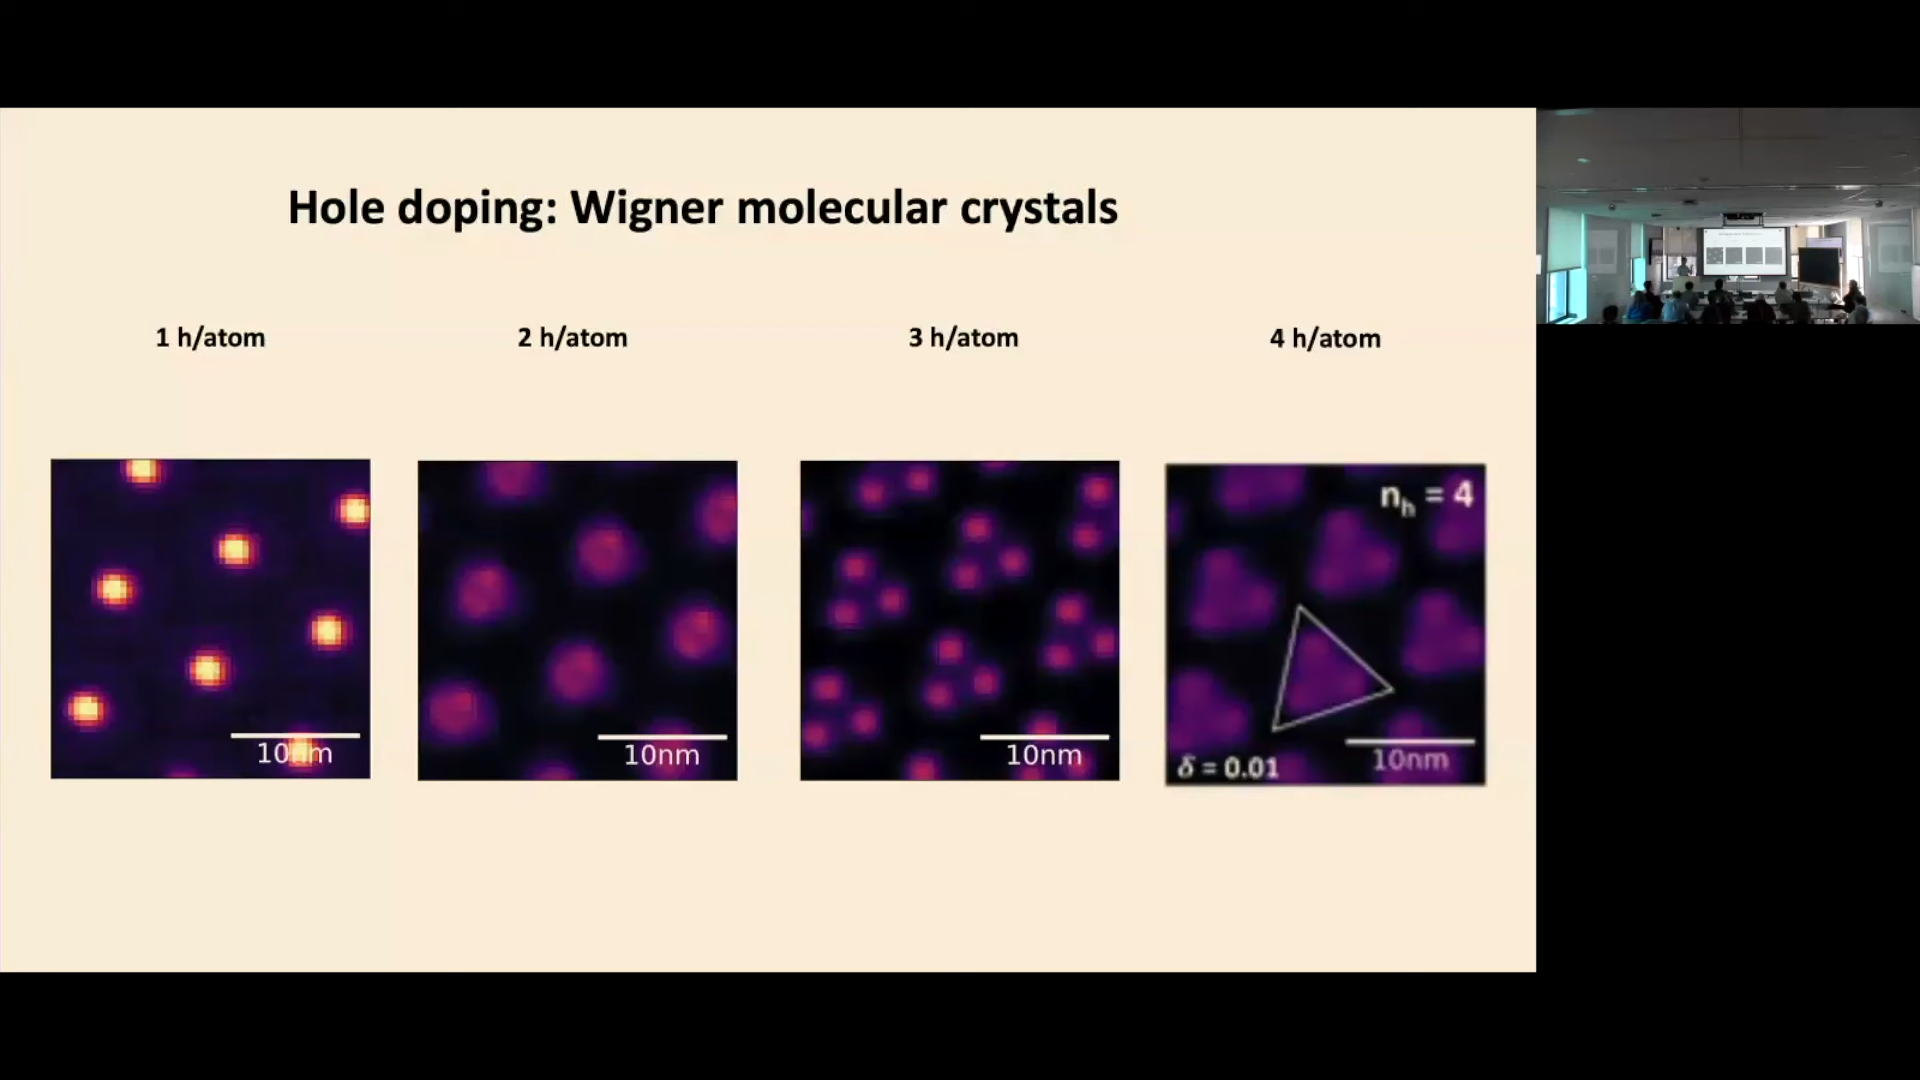 Hole doping: Wigner molecular crystals
1 h/atom
2 h/atom
3 h/atom
4 h/atom
10nm
10nm
10nm
nₕ = 4
δ = 0.01
10nm